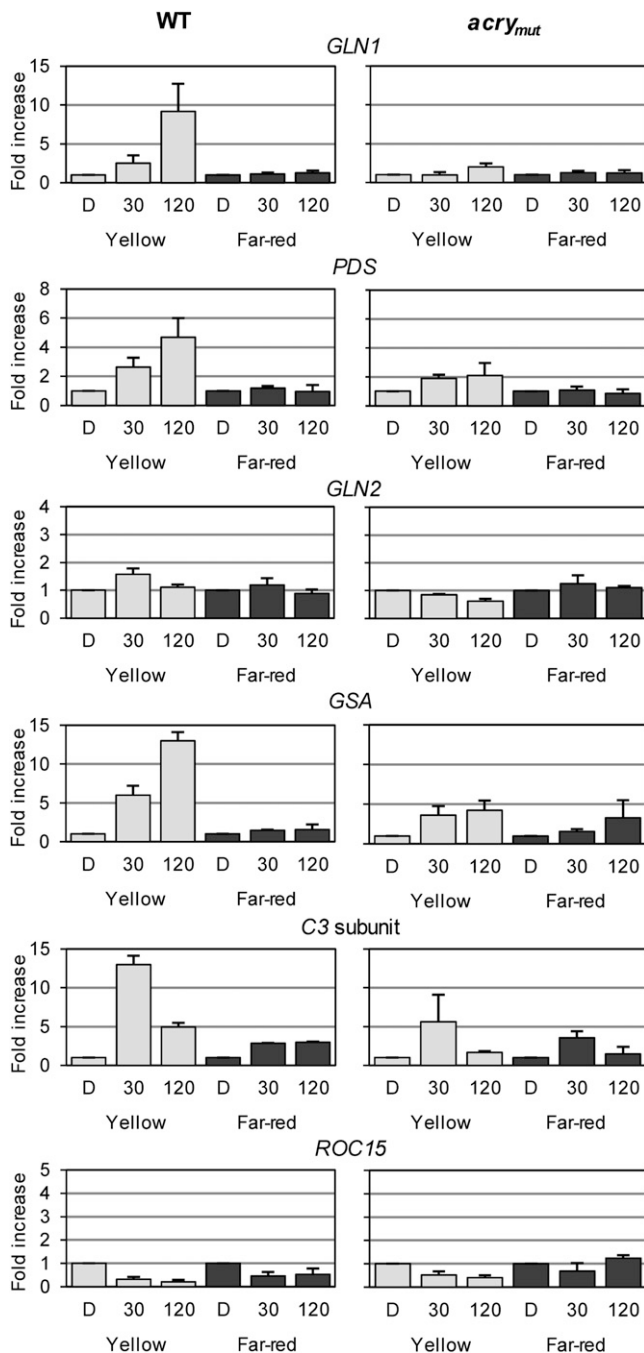 WT acry_mut
GLN1
Fold increase
15
10
5
0
D 30 120 D 30 120 D 30 120 D 30 120
Yellow Far-red Yellow Far-red
PDS
Fold increase
8
6
4
2
0
D 30 120 D 30 120 D 30 120 D 30 120
Yellow Far-red Yellow Far-red
GLN2
Fold increase
4
3
2
1
0
D 30 120 D 30 120 D 30 120 D 30 120
Yellow Far-red Yellow Far-red
GSA
Fold increase
15
10
5
0
D 30 120 D 30 120 D 30 120 D 30 120
Yellow Far-red Yellow Far-red
C3 subunit
Fold increase
15
10
5
0
D 30 120 D 30 120 D 30 120 D 30 120
Yellow Far-red Yellow Far-red
ROC15
Fold increase
5
4
3
2
1
0
D 30 120 D 30 120 D 30 120 D 30 120
Yellow Far-red Yellow Far-red